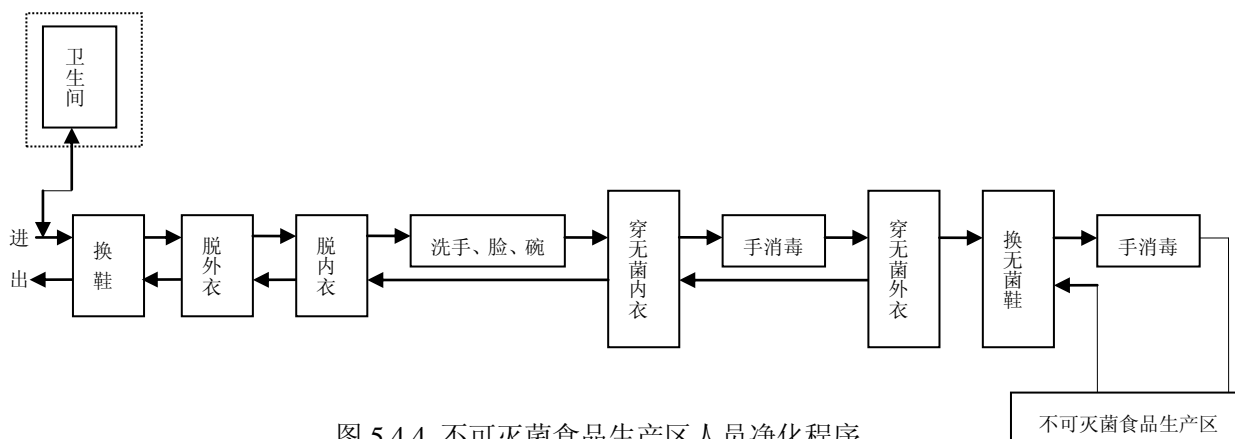 卫生间
进
出
换鞋
脱外衣
脱内衣
洗手、脸、碗
穿无菌内衣
手消毒
穿无菌外衣
换无菌鞋
手消毒
不可灭菌食品生产区
图 5.4.4 不可灭菌食品生产区人员净化程序